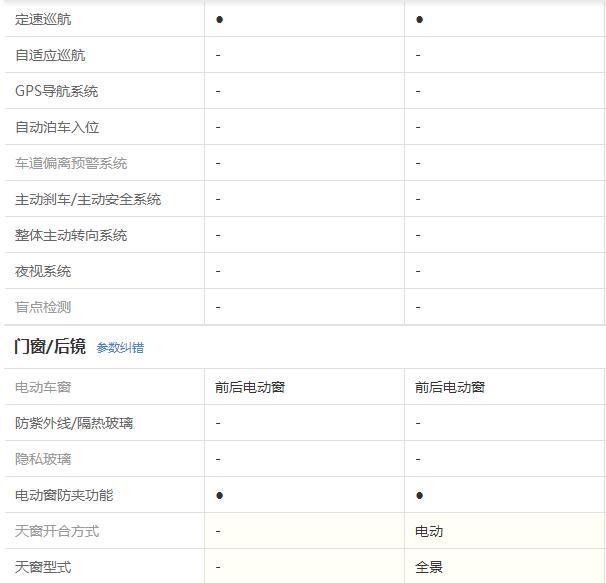 定速巡航 ● ●
自适应巡航 - -
GPS导航系统 - -
自动泊车入位 - -
车道偏离预警系统 - -
主动刹车/主动安全系统 - -
整体主动转向系统 - -
夜视系统 - -
盲点检测 - -
门窗/后镜 参数纠错
电动车窗 前后电动窗 前后电动窗
防紫外线/隔热玻璃 - -
隐私玻璃 - -
电动窗防夹功能 ● ●
天窗开合方式 - 电动
天窗型式 - 全景